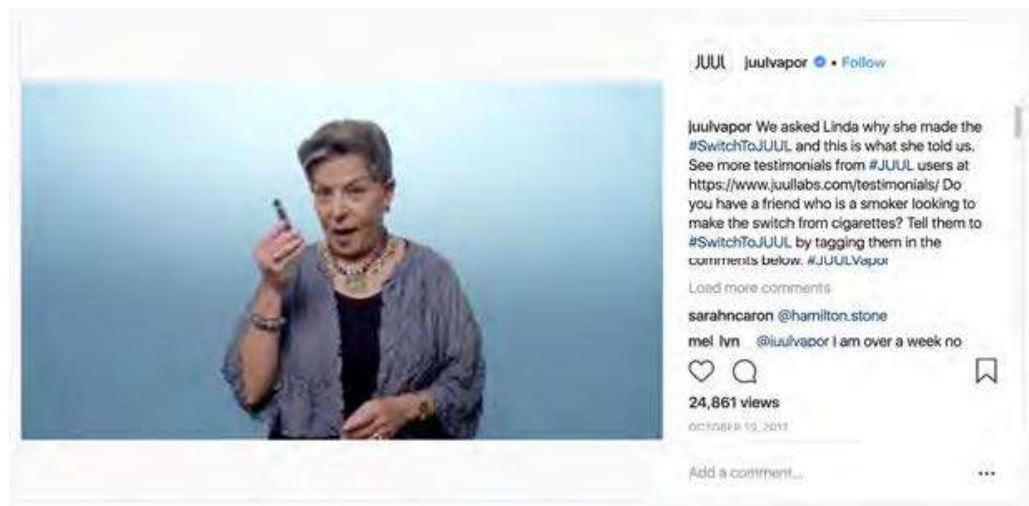 JUUL juulvapor • Follow
juulvapor We asked Linda why she made the
#SwitchToJUUL and this is what she told us.
See more testimonials from #JUUL users at
https://www.juullabs.com/testimonials/ Do
you have a friend who is a smoker looking to
make the switch from cigarettes? Tell them to
#SwitchToJUUL by tagging them in the
comments below. #JUULVapor
Load more comments
sarahncaron @hamilton.stone
mel lvn @juulvapor I am over a week no
24,861 views
OCTOBER 19, 2017
Add a comment...